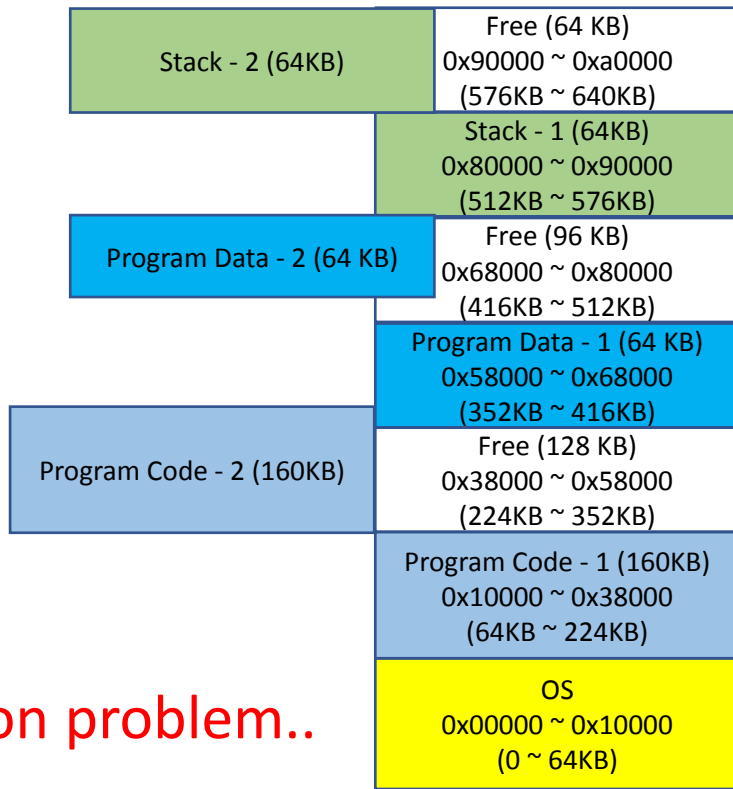 Free (64 KB)
0x90000 ~ 0xa0000
(576KB ~ 640KB)
Stack - 2 (64KB)
Stack - 1 (64KB)
0x80000 ~ 0x90000
(512KB ~ 576KB)
Program Data - 2 (64 KB)
Free (96 KB)
0x68000 ~ 0x80000
(416KB ~ 512KB)
Program Data - 1 (64 KB)
0x58000 ~ 0x68000
(352KB ~ 416KB)
Program Code - 2 (160KB)
Free (128 KB)
0x38000 ~ 0x58000
(224KB ~ 352KB)
Program Code - 1 (160KB)
0x10000 ~ 0x38000
(64KB ~ 224KB)
on problem..
OS
0x00000 ~ 0x10000
(0 ~ 64KB)